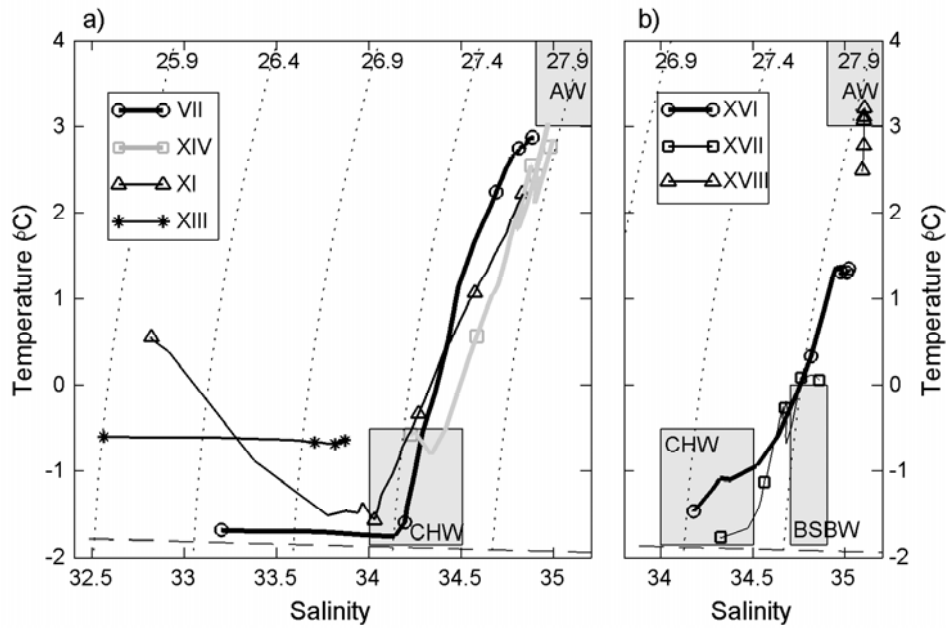 a)
b)
25.9 26.4 26.9 27.4 27.9
AW
VII
XIV
XI
XIII
CHW
4
3
2
1
0
-1
-2
Temperature (ºC)
32.5 33 33.5 34 34.5 35
Salinity
26.9 27.4 27.9
AW
XVI
XVII
XVIII
CHW
BSBW
4
3
2
1
0
-1
-2
Temperature (ºC)
34 34.5 35
Salinity